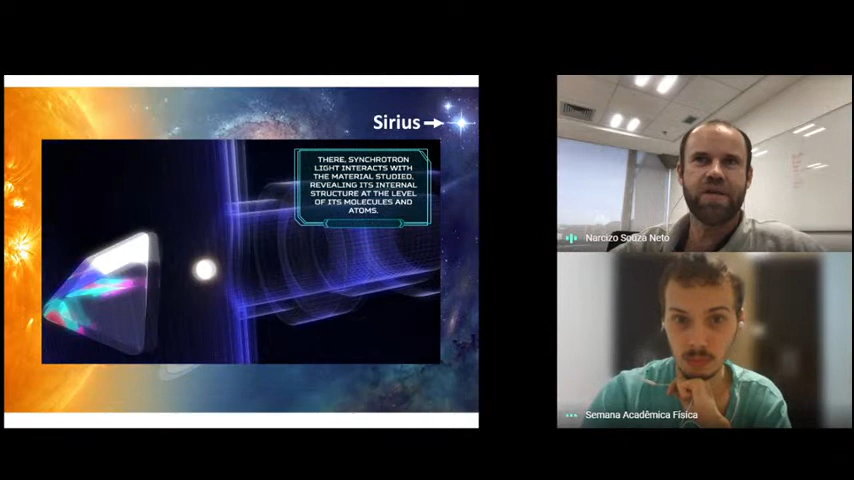 Sirius
THERE, SYNCHROTRON
LIGHT INTERACTS WITH
THE MATERIAL STUDIED,
REVEALING ITS INTERNAL
STRUCTURE AT THE LEVEL
OF ITS MOLECULES AND
ATOMS.
Narcizo Souza Neto
Semana Acadêmica Física